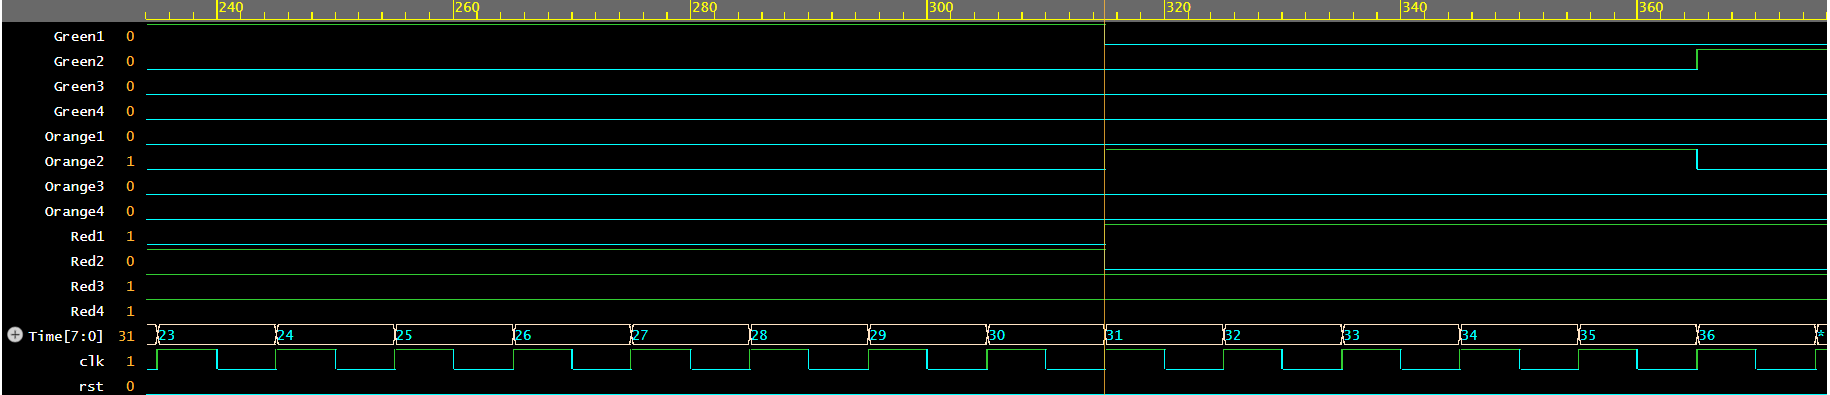 240 260 280 300 320 340 360
Green1 0
Green2 0
Green3 0
Green4 0
Orange1 0
Orange2 1
Orange3 0
Orange4 0
Red1 1
Red2 0
Red3 1
Red4 1
Time[7:0] 31 23 24 25 26 27 28 29 30 31 32 33 34 35 36 *
clk 1
rst 0